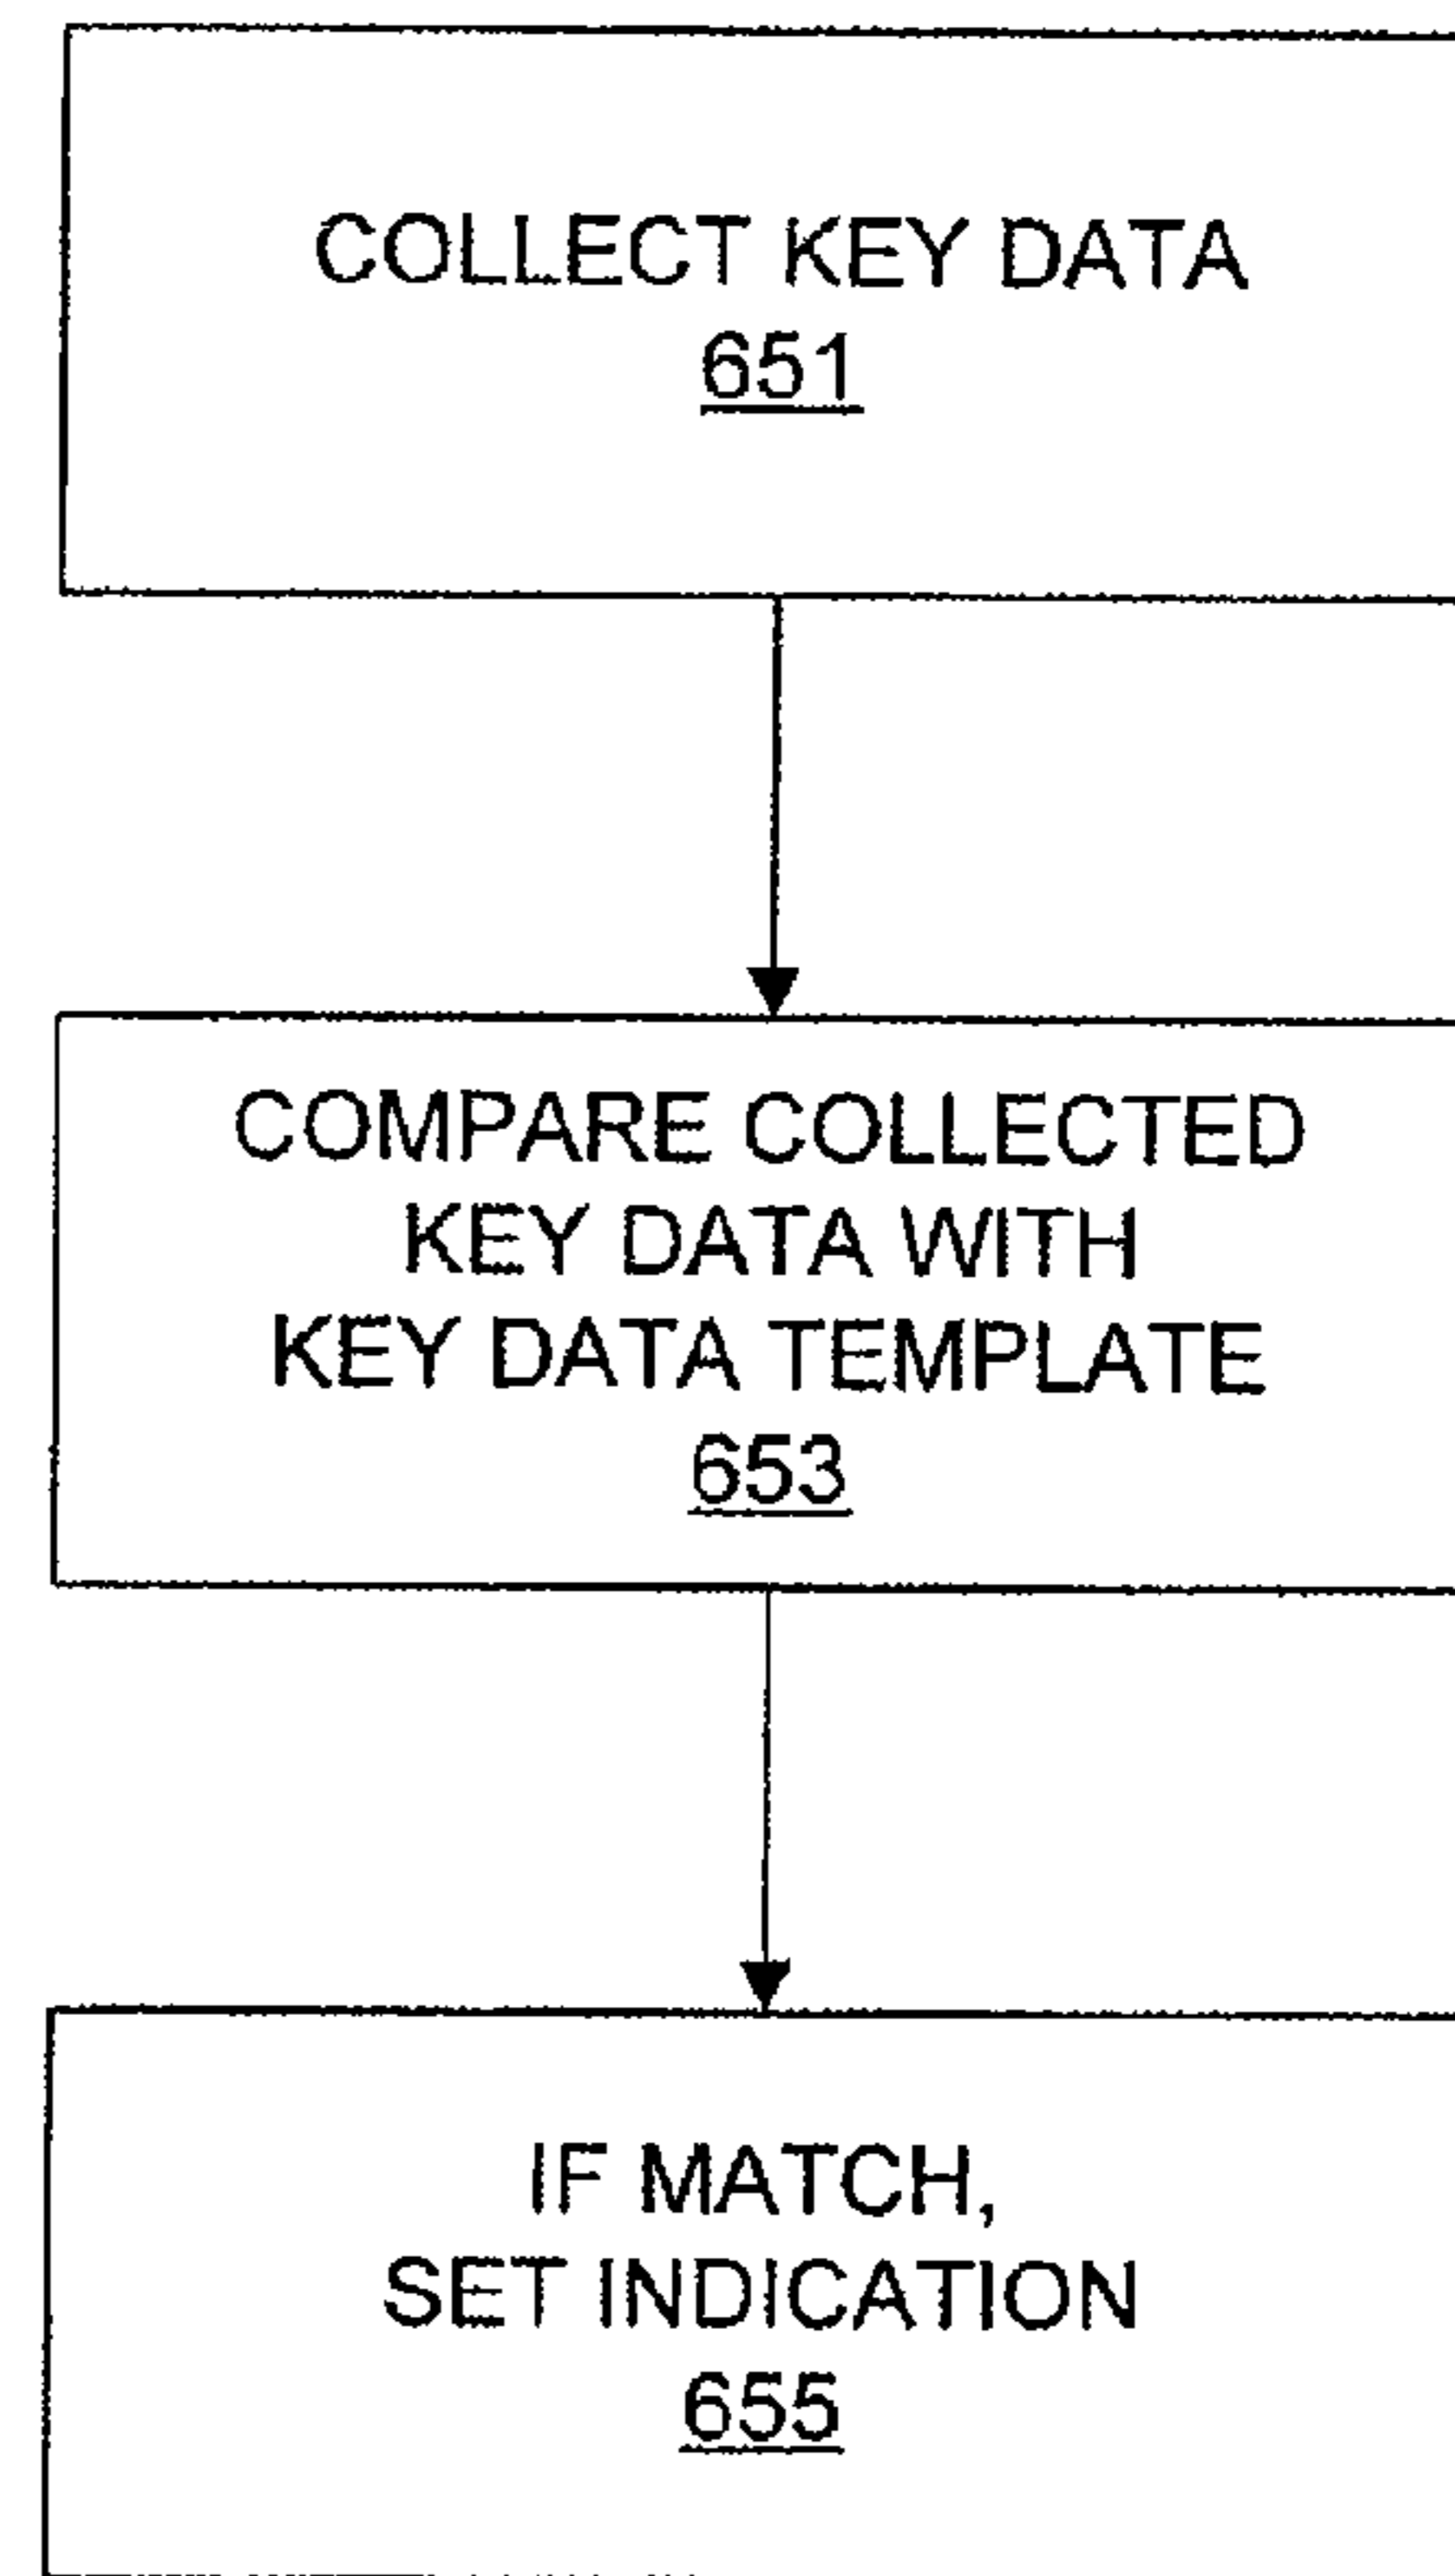 COLLECT KEY DATA
651
COMPARE COLLECTED
KEY DATA WITH
KEY DATA TEMPLATE
653
IF MATCH,
SET INDICATION
655